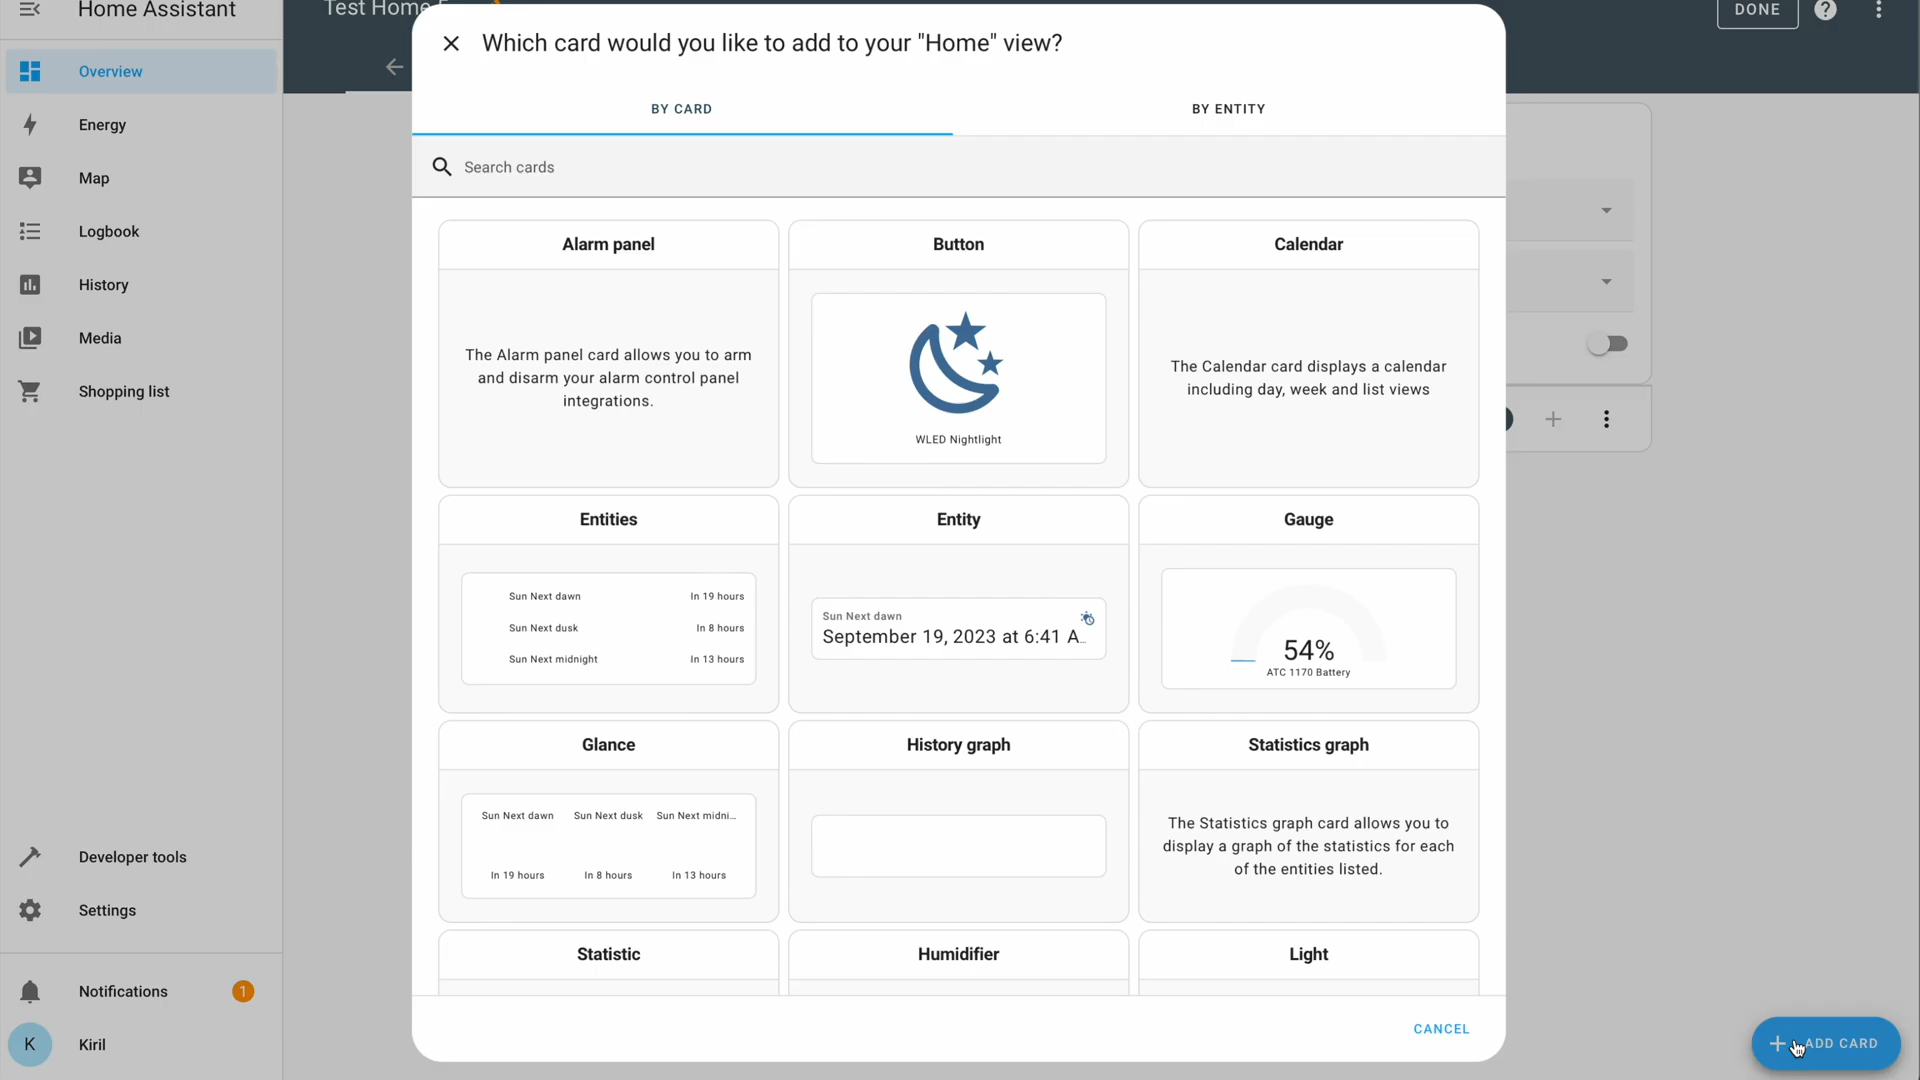 Home Assistant
Overview
Energy
Map
Logbook
History
Media
Shopping list
Developer tools
Settings
Notifications
1
K
Kiril
Test Home
DONE
Which card would you like to add to your "Home" view?
BY CARD
BY ENTITY
Search cards
Alarm panel
The Alarm panel card allows you to arm
and disarm your alarm control panel
integrations.
Button
WLED Nightlight
Calendar
The Calendar card displays a calendar
including day, week and list views
Entities
Sun Next dawn In 19 hours
Sun Next dusk In 8 hours
Sun Next midnight In 13 hours
Entity
Sun Next dawn
September 19, 2023 at 6:41 A…
Gauge
54%
ATC 1170 Battery
Glance
Sun Next dawn Sun Next dusk Sun Next midni…
In 19 hours In 8 hours In 13 hours
History graph
Statistics graph
The Statistics graph card allows you to
display a graph of the statistics for each
of the entities listed.
Statistic
Humidifier
Light
CANCEL
ADD CARD